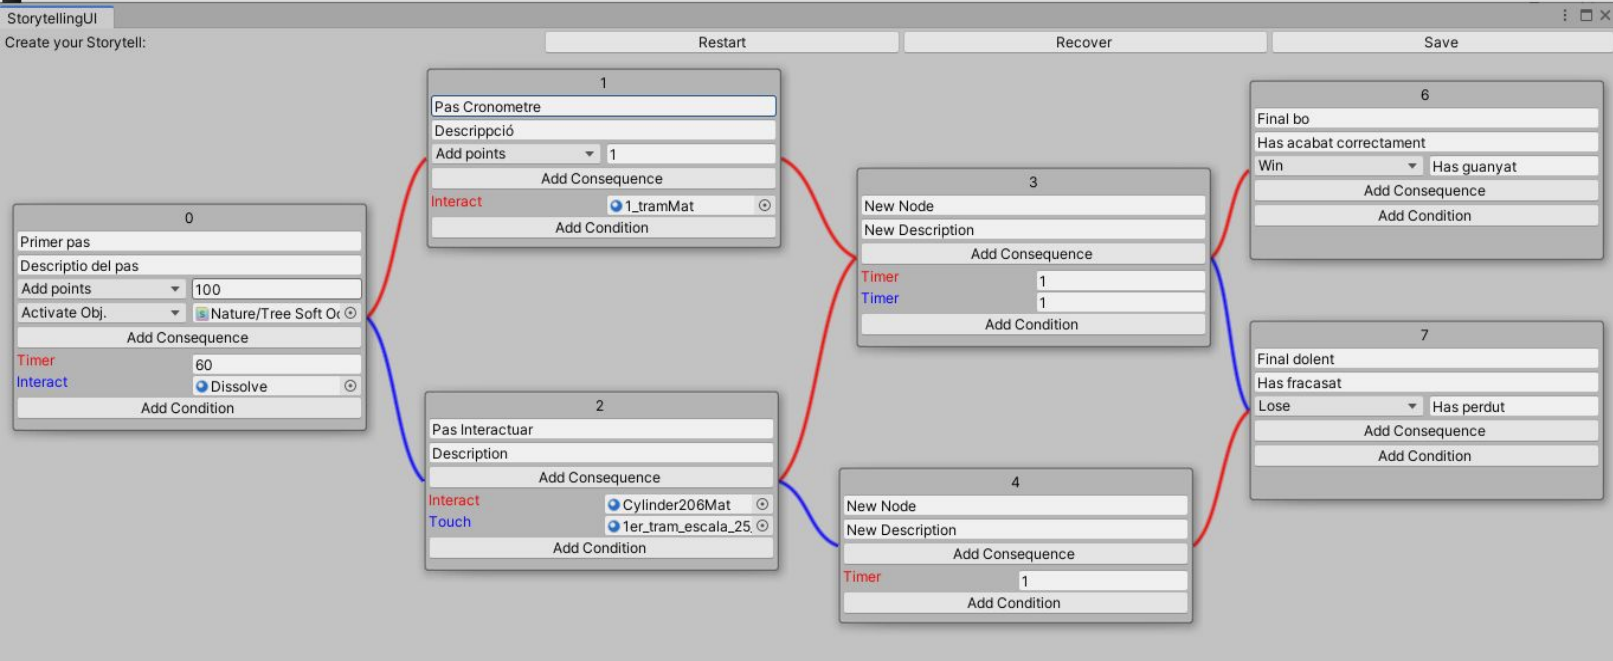 StorytellingUI
Create your Storytell:
Restart
Recover
Save
0
Primer pas
Descriptio del pas
Add points 100
Activate Obj. Nature/Tree Soft Oc
Add Consequence
Timer 60
Interact Dissolve
Add Condition
1
Pas Cronometre
Descrippció
Add points 1
Add Consequence
Interact 1_tramMat
Add Condition
2
Pas Interactuar
Description
Add Consequence
Interact Cylinder206Mat
Touch 1er_tram_escala_25,
Add Condition
3
New Node
New Description
Add Consequence
Timer 1
Timer 1
Add Condition
4
New Node
New Description
Add Consequence
Timer 1
Add Condition
6
Final bo
Has acabat correctament
Win Has guanyat
Add Consequence
Add Condition
7
Final dolent
Has fracasat
Lose Has perdut
Add Consequence
Add Condition